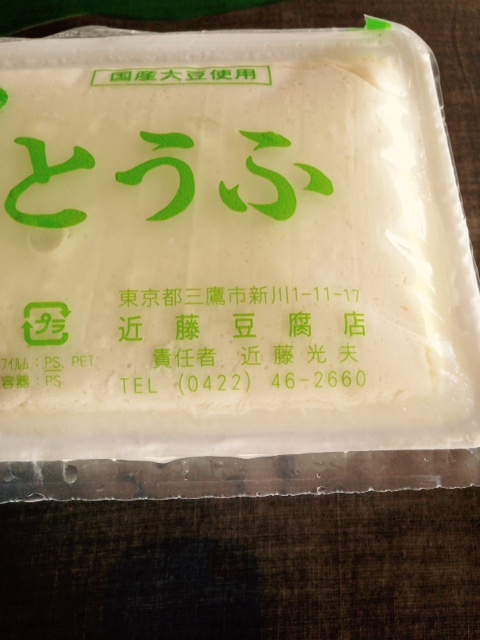 国産大豆使用
とうふ
東京都三鷹市新川1-11-17
近藤豆腐店
責任者 近藤光夫
TEL (0422) 46-2660
プラ
フイルム : PS, PET
容器 : PS